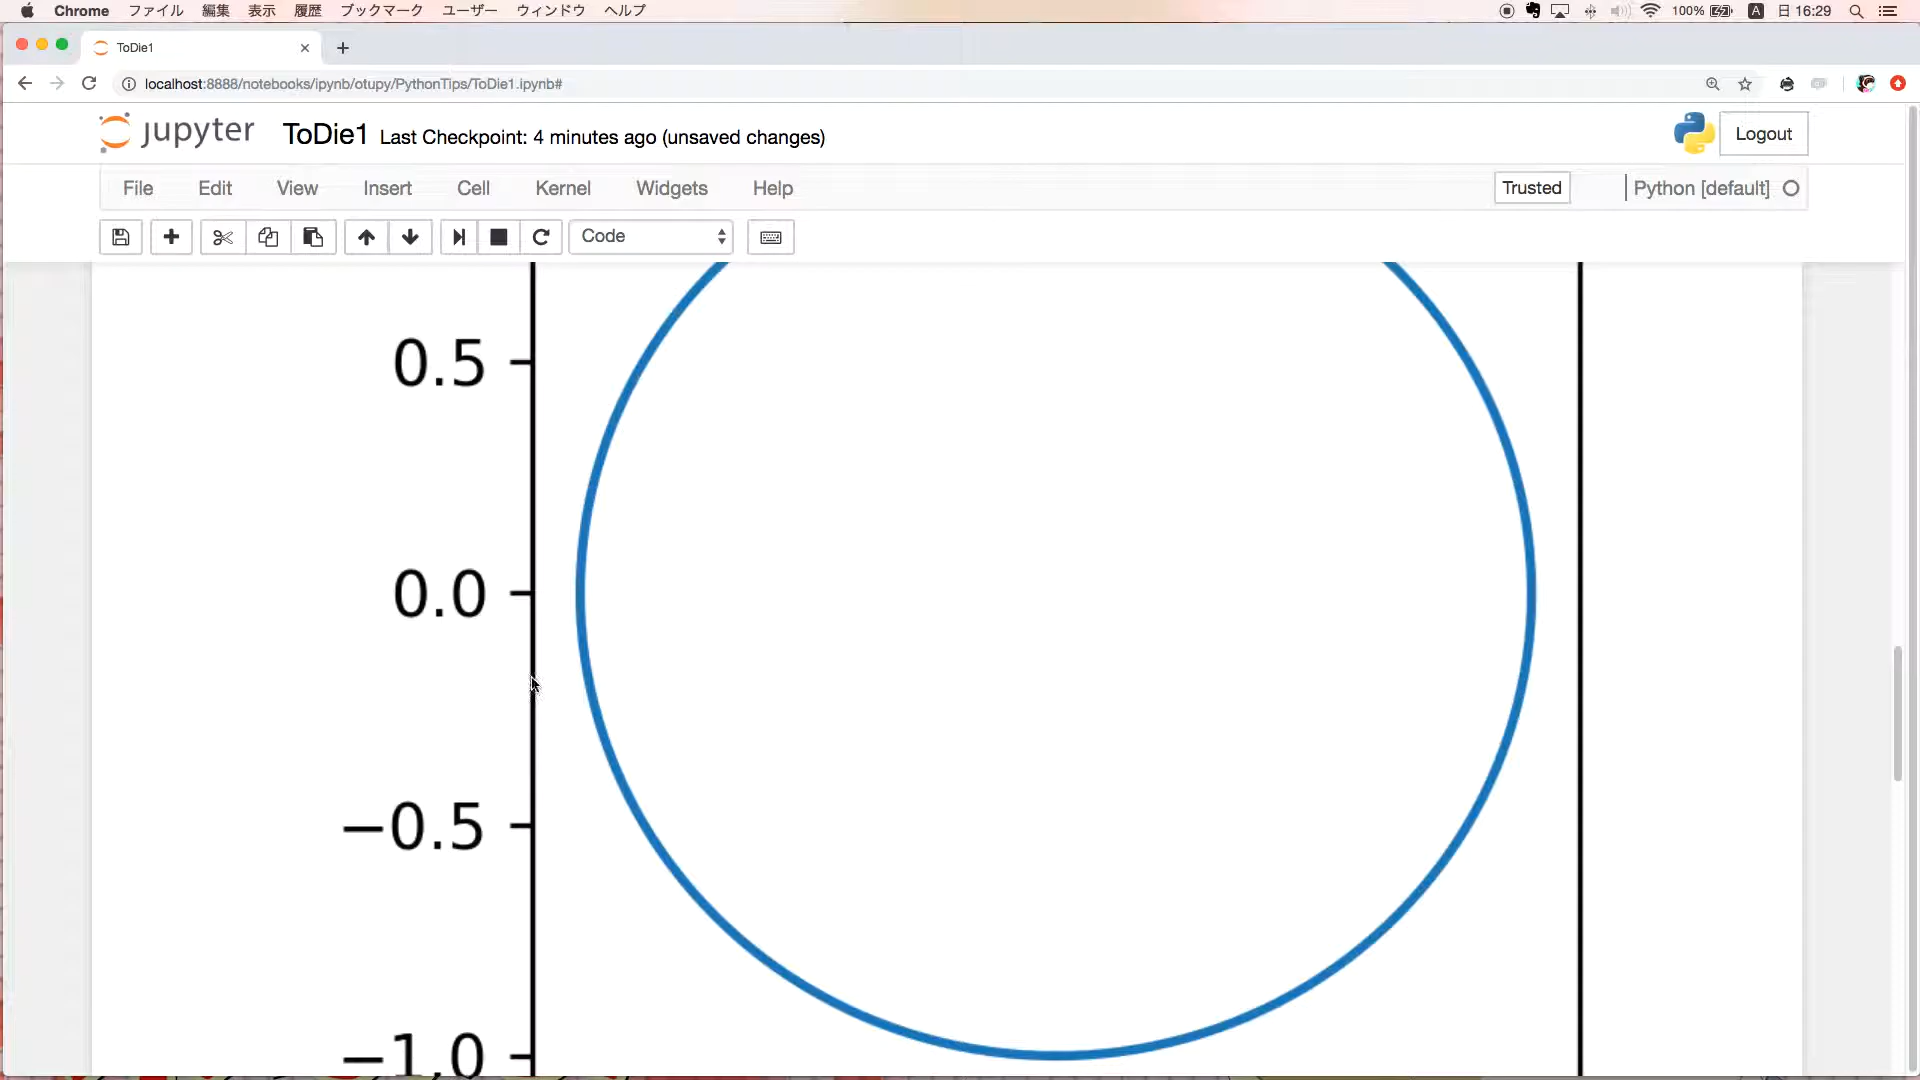 Chrome ファイル 編集 表示 履歴 ブックマーク ユーザー ウィンドウ ヘルプ 100% A 日 16:29
ToDie1
localhost:8888/notebooks/ipynb/otupy/PythonTips/ToDie1.ipynb#
jupyter ToDie1 Last Checkpoint: 4 minutes ago (unsaved changes) Logout
File Edit View Insert Cell Kernel Widgets Help Trusted Python [default]
Code
0.5
0.0
−0.5
−1.0